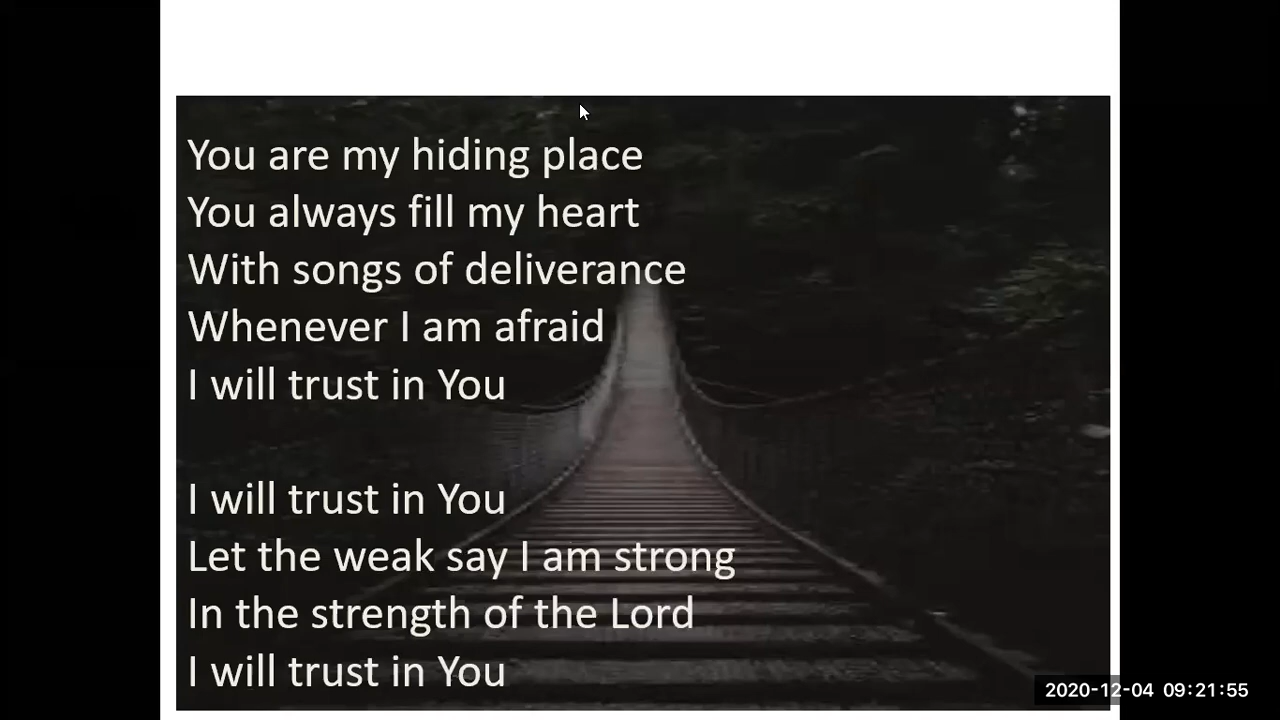 You are my hiding place
You always fill my heart
With songs of deliverance
Whenever I am afraid
I will trust in You
I will trust in You
Let the weak say I am strong
In the strength of the Lord
I will trust in You
2020-12-04 09:21:55